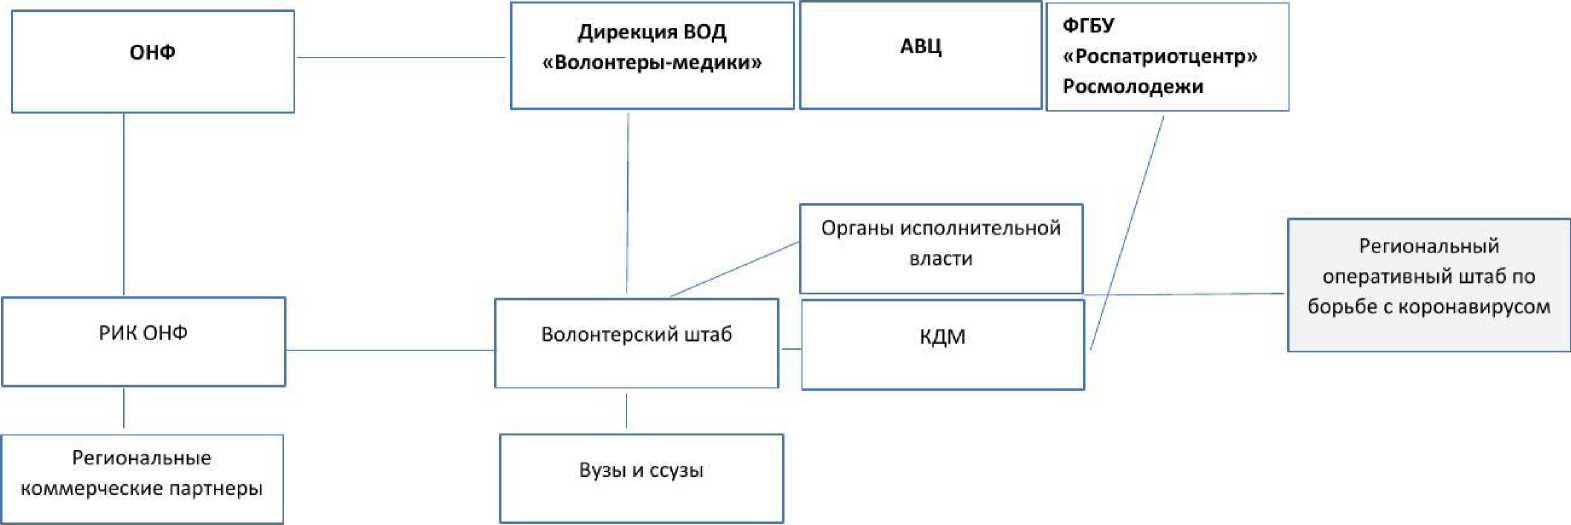 ОНФ
Дирекция ВОД
«Волонтеры-медики»
АВЦ
ФГБУ
«Роспатриотцентр»
Росмолодежи
Органы исполнительной
власти
Региональный
оперативный штаб по
борьбе с коронавирусом
РИК ОНФ
Волонтерский штаб
КДМ
Региональные
коммерческие партнеры
Вузы и ссузы